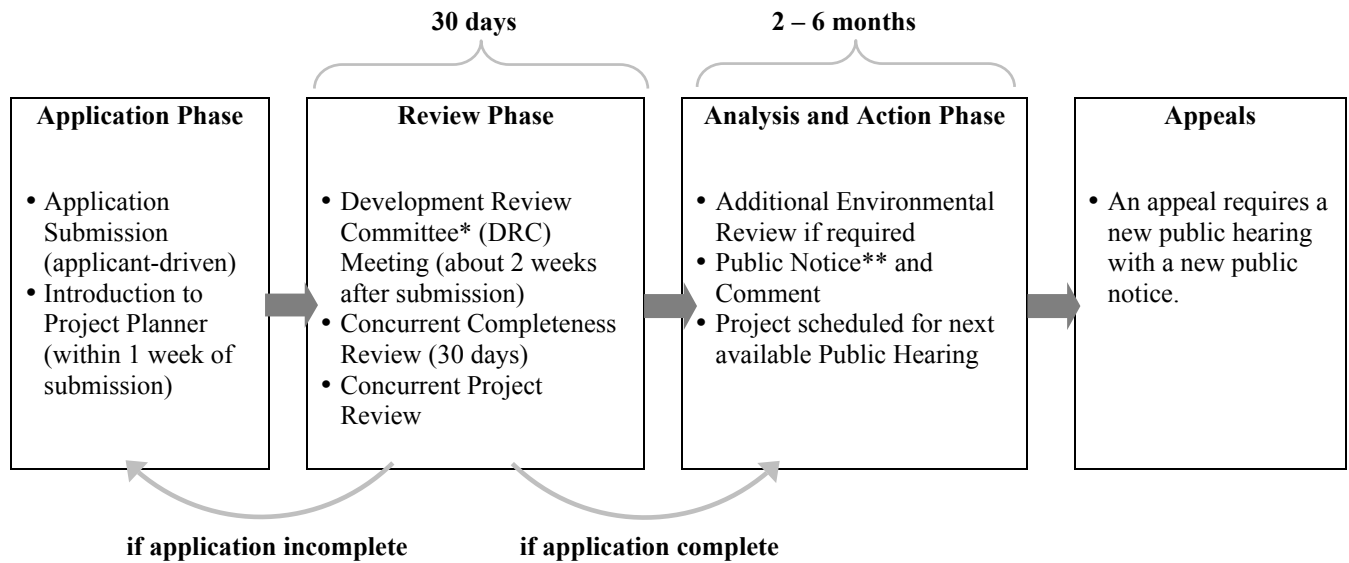 30 days
2 – 6 months
Application Phase
• Application
Submission
(applicant-driven)
• Introduction to
Project Planner
(within 1 week of
submission)
Review Phase
• Development Review
Committee* (DRC)
Meeting (about 2 weeks
after submission)
• Concurrent Completeness
Review (30 days)
• Concurrent Project
Review
Analysis and Action Phase
• Additional Environmental
Review if required
• Public Notice** and
Comment
• Project scheduled for next
available Public Hearing
Appeals
• An appeal requires a
new public hearing
with a new public
notice.
if application incomplete
if application complete